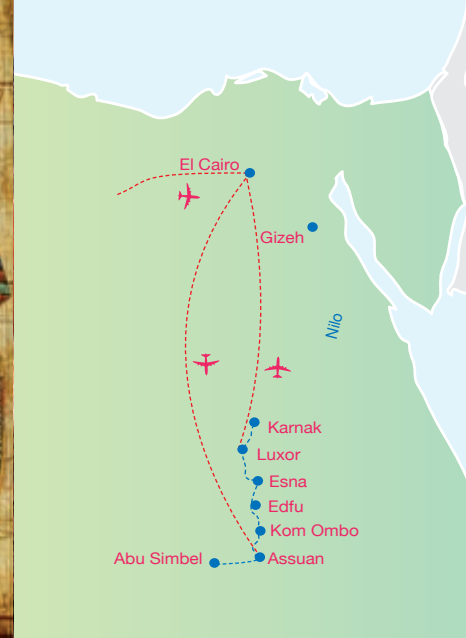 El Cairo
Gizeh
Nilo
Karnak
Luxor
Esna
Edfu
Kom Ombo
Abu Simbel
Assuan